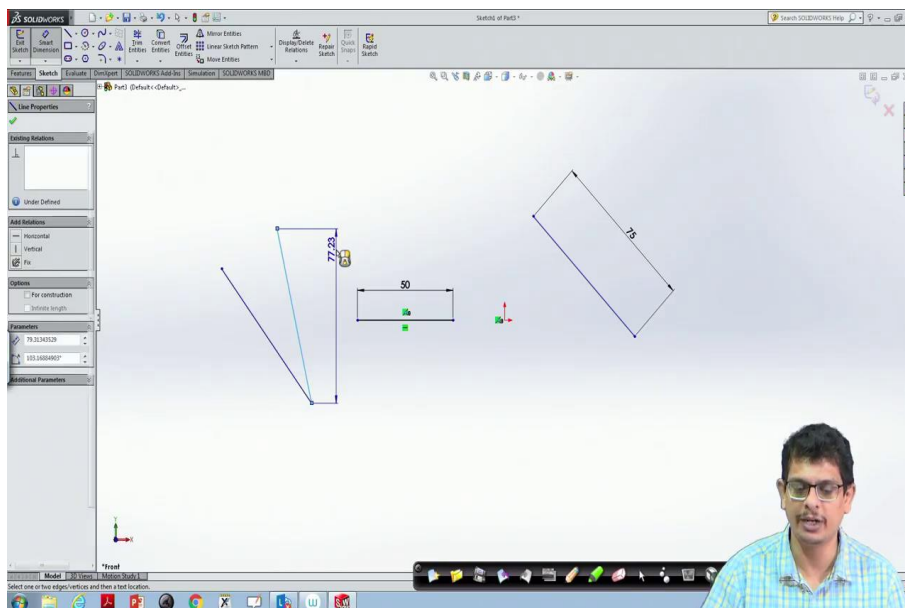 SOLIDWORKS
Sketch1 of Part3 *
Search SOLIDWORKS Help
Exit Sketch
Smart Dimension
Trim Entities
Convert Entities
Offset Entities
Mirror Entities
Linear Sketch Pattern
Move Entities
Display/Delete Relations
Repair Sketch
Quick Snaps
Rapid Sketch
Features Sketch Evaluate DimXpert SOLIDWORKS Add-Ins Simulation SOLIDWORKS MBD
Part3 (Default<<Default>_...
Line Properties
Existing Relations
Under Defined
Add Relations
Horizontal
Vertical
Fix
Options
For construction
Infinite length
Parameters
79.31343529
103.16884903°
Additional Parameters
77.23
50
75
Y
X
*Front
Model 3D Views Motion Study 1
Select one or two edges/vertices and then a text location.